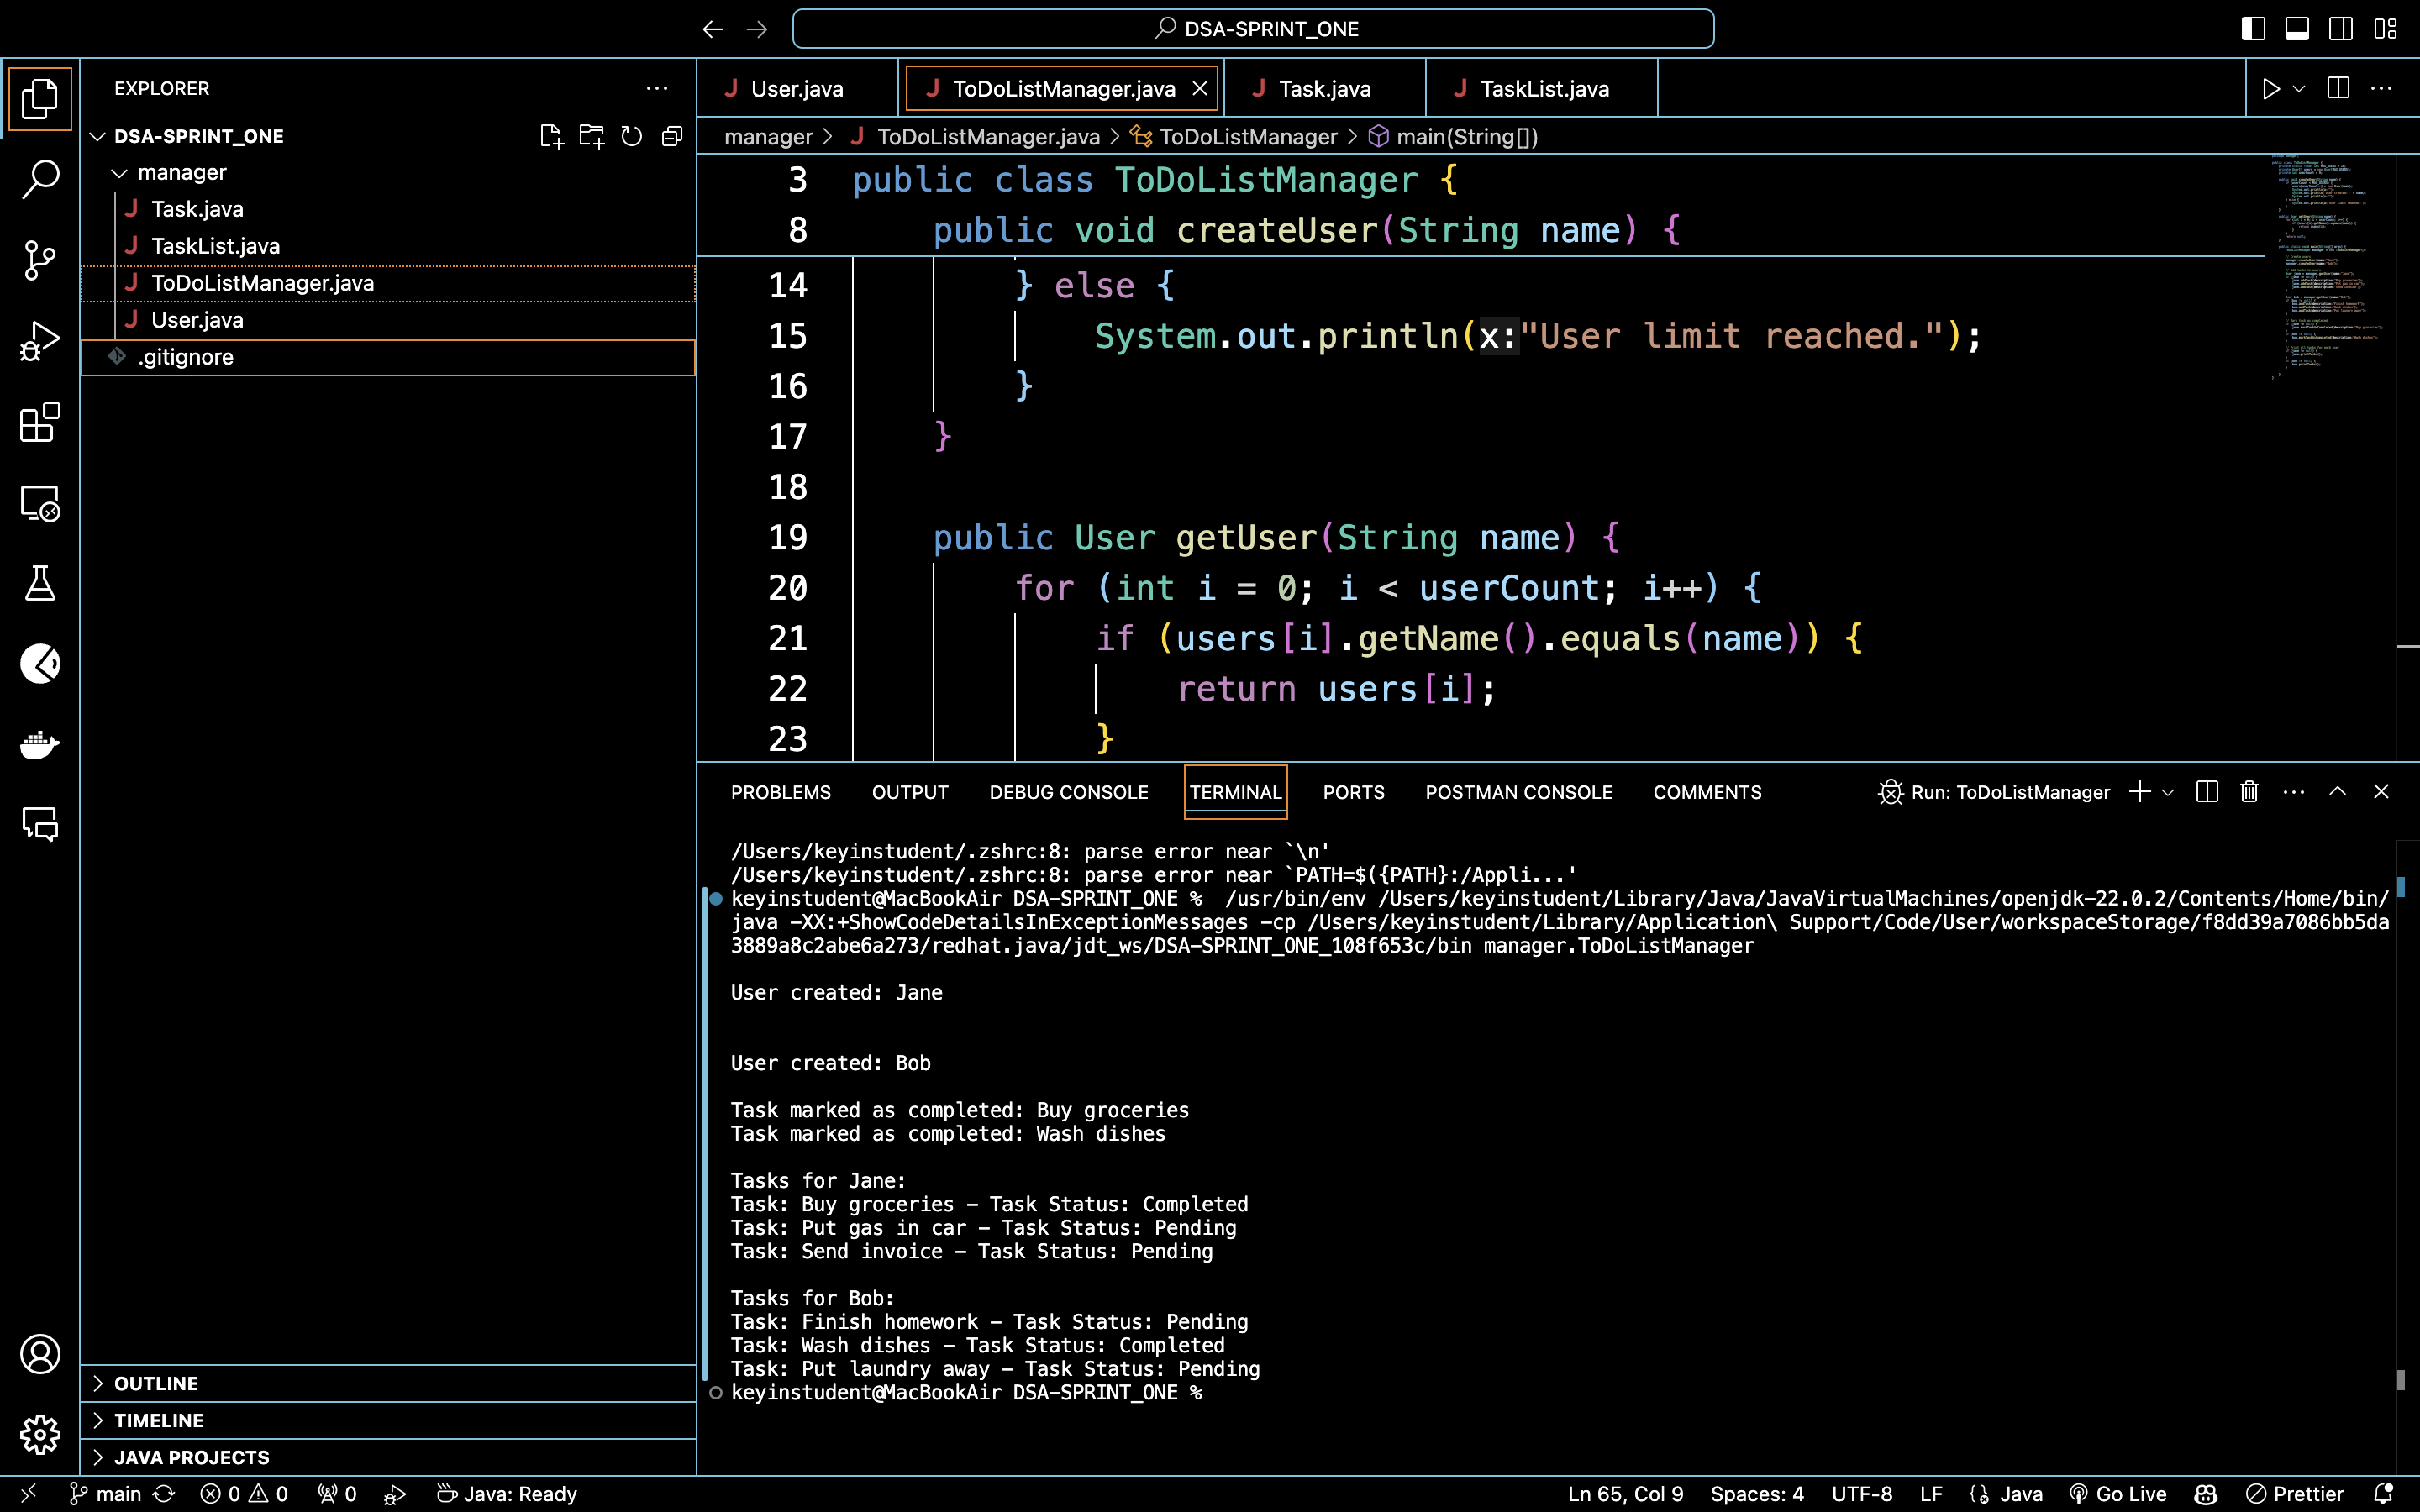 DSA-SPRINT_ONE
EXPLORER
DSA-SPRINT_ONE
manager
Task.java
TaskList.java
ToDoListManager.java
User.java
.gitignore
OUTLINE
TIMELINE
JAVA PROJECTS
User.java ToDoListManager.java Task.java TaskList.java
manager > ToDoListManager.java > ToDoListManager > main(String[])
3 public class ToDoListManager {
8 public void createUser(String name) {
14 } else {
15 System.out.println(x:"User limit reached.");
16 }
17 }
18
19 public User getUser(String name) {
20 for (int i = 0; i < userCount; i++) {
21 if (users[i].getName().equals(name)) {
22 return users[i];
23 }
PROBLEMS OUTPUT DEBUG CONSOLE TERMINAL PORTS POSTMAN CONSOLE COMMENTS Run: ToDoListManager
/Users/keyinstudent/.zshrc:8: parse error near `\n'
/Users/keyinstudent/.zshrc:8: parse error near `PATH=$({PATH}:/Appli...'
keyinstudent@MacBookAir DSA-SPRINT_ONE % /usr/bin/env /Users/keyinstudent/Library/Java/JavaVirtualMachines/openjdk-22.0.2/Contents/Home/bin/
java -XX:+ShowCodeDetailsInExceptionMessages -cp /Users/keyinstudent/Library/Application\ Support/Code/User/workspaceStorage/f8dd39a7086bb5da
3889a8c2abe6a273/redhat.java/jdt_ws/DSA-SPRINT_ONE_108f653c/bin manager.ToDoListManager
User created: Jane
User created: Bob
Task marked as completed: Buy groceries
Task marked as completed: Wash dishes
Tasks for Jane:
Task: Buy groceries - Task Status: Completed
Task: Put gas in car - Task Status: Pending
Task: Send invoice - Task Status: Pending
Tasks for Bob:
Task: Finish homework - Task Status: Pending
Task: Wash dishes - Task Status: Completed
Task: Put laundry away - Task Status: Pending
keyinstudent@MacBookAir DSA-SPRINT_ONE %
main 0 0 0 Java: Ready Ln 65, Col 9 Spaces: 4 UTF-8 LF Java Go Live Prettier